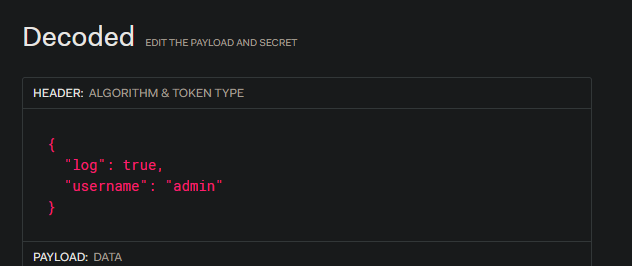 Decoded EDIT THE PAYLOAD AND SECRET
HEADER: ALGORITHM & TOKEN TYPE
{
"log": true,
"username": "admin"
}
PAYLOAD: DATA